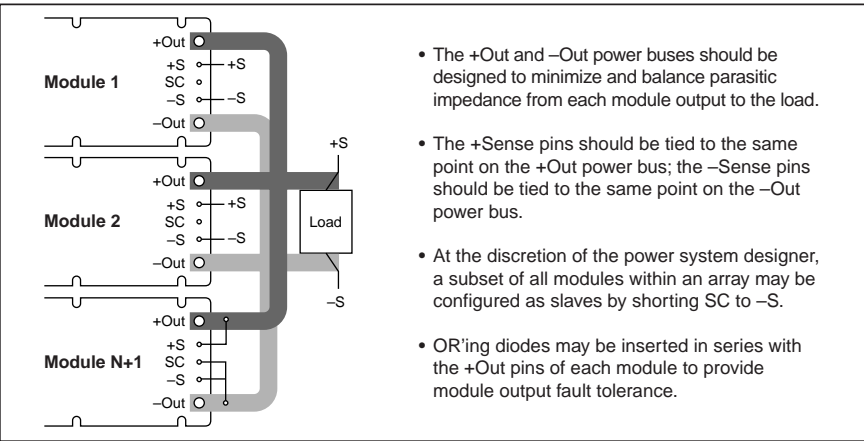 +Out
+S
+S
Module 1
SC
–S
–S
–Out
+S
+Out
+S
+S
Module 2
SC
Load
–S
–S
–Out
–S
+Out
+S
Module N+1
SC
–S
–Out
• The +Out and –Out power buses should be
designed to minimize and balance parasitic
impedance from each module output to the load.
• The +Sense pins should be tied to the same
point on the +Out power bus; the –Sense pins
should be tied to the same point on the –Out
power bus.
• At the discretion of the power system designer,
a subset of all modules within an array may be
configured as slaves by shorting SC to –S.
• OR'ing diodes may be inserted in series with
the +Out pins of each module to provide
module output fault tolerance.